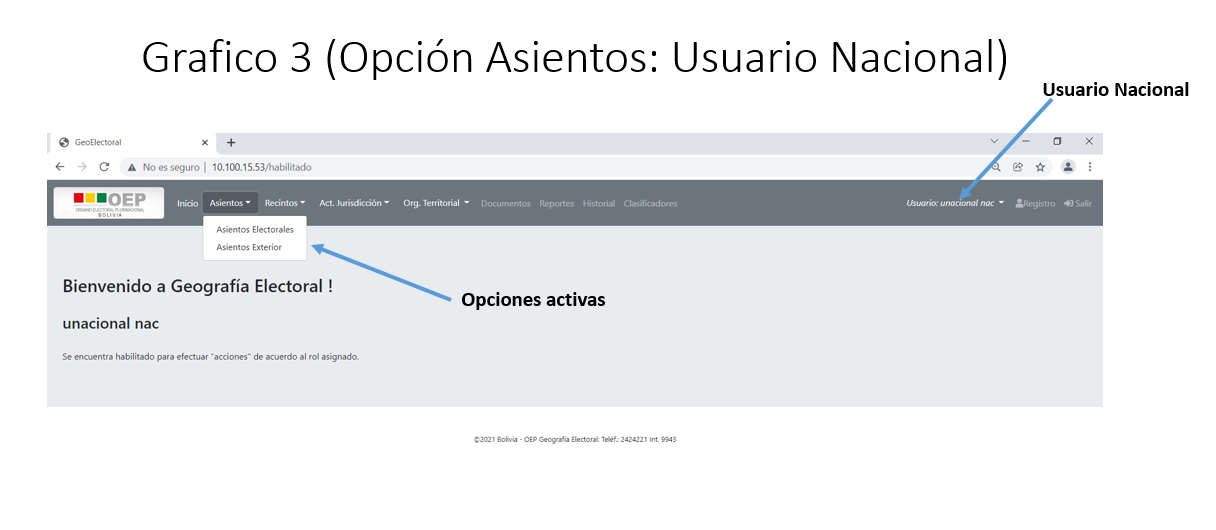 Grafico 3 (Opción Asientos: Usuario Nacional)
Usuario Nacional
GeoElectoral
No es seguro | 10.100.15.53/habilitado
OEP
ÓRGANO ELECTORAL PLURINACIONAL
BOLIVIA
Inicio Asientos Recintos Act. Jurisdicción Org. Territorial Documentos Reportes Historial Clasificadores Usuario: unacional nac Registro Salir
Asientos Electorales
Asientos Exterior
Bienvenido a Geografía Electoral !
Opciones activas
unacional nac
Se encuentra habilitado para efectuar "acciones" de acuerdo al rol asignado.
©2021 Bolivia - OEP Geografía Electoral: Teléf.: 2424221 Int. 9943